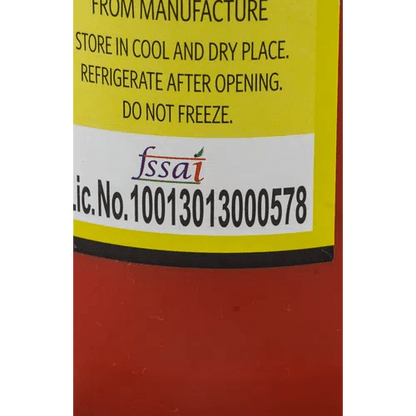 FROM MANUFACTURE
STORE IN COOL AND DRY PLACE.
REFRIGERATE AFTER OPENING.
DO NOT FREEZE.
fssai
Lic.No.10013013000578